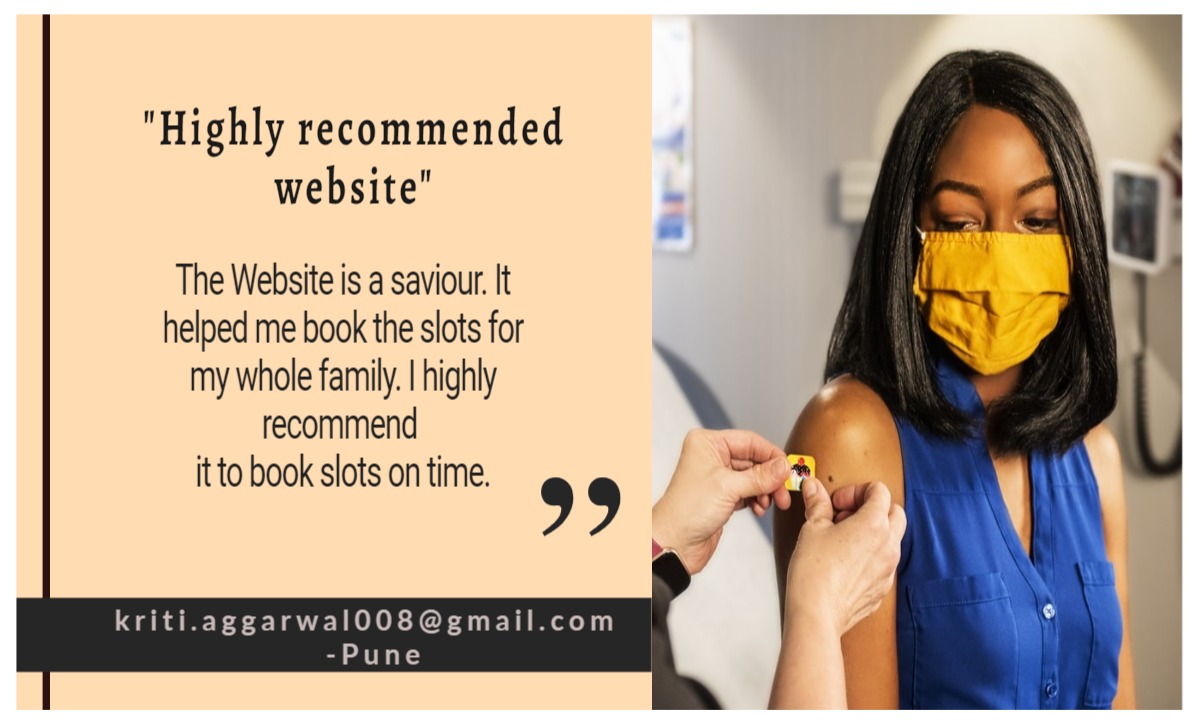 "Highly recommended
website"
The Website is a saviour. It
helped me book the slots for
my whole family. I highly
recommend
it to book slots on time.
”
kriti.aggarwal008@gmail.com
-Pune